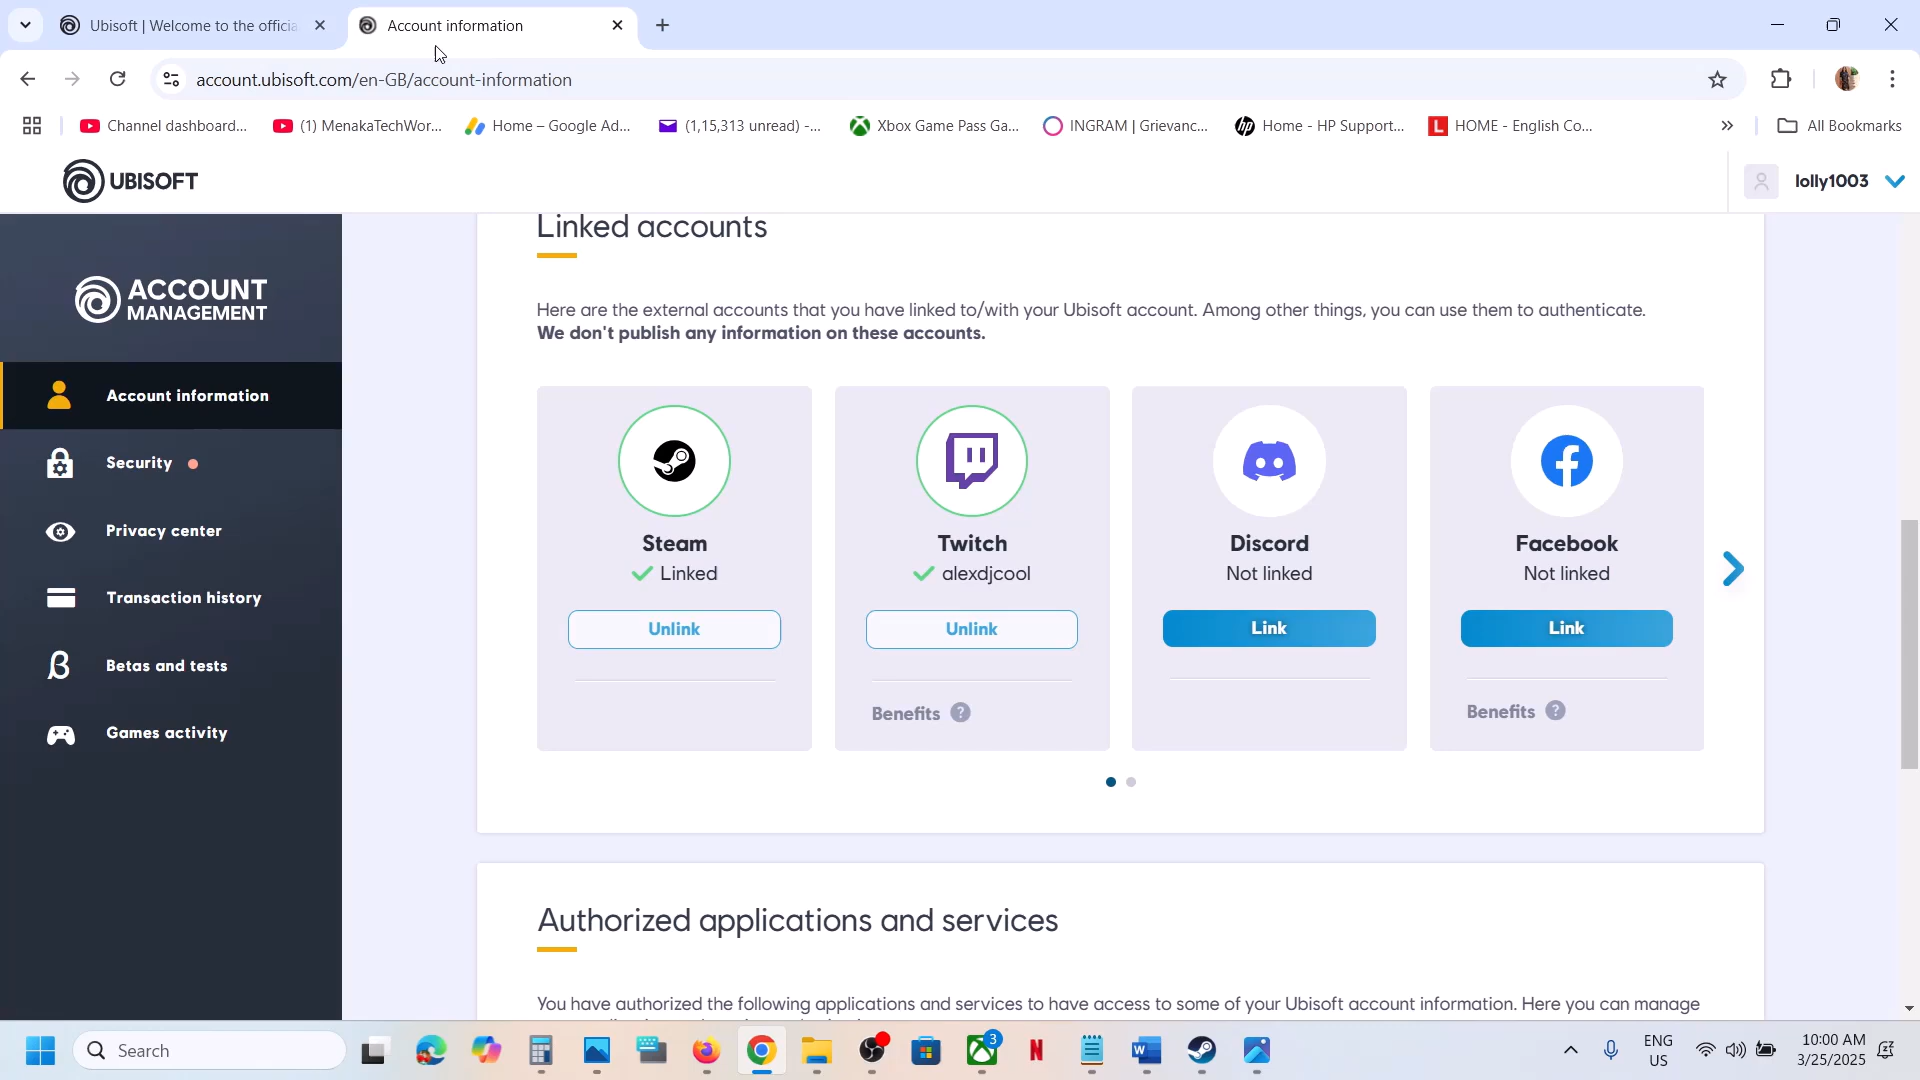 Ubisoft | Welcome to the officia
Account information
account.ubisoft.com/en-GB/account-information
Channel dashboard...
(1) MenakaTechWor...
Home – Google Ad...
(1,15,313 unread) -...
Xbox Game Pass Ga...
INGRAM | Grievanc...
Home - HP Support...
HOME - English Co...
All Bookmarks
UBISOFT
lolly1003
ACCOUNT
MANAGEMENT
Account information
Security
Privacy center
Transaction history
Betas and tests
Games activity
Linked accounts
Here are the external accounts that you have linked to/with your Ubisoft account. Among other things, you can use them to authenticate.
We don't publish any information on these accounts.
Steam
Linked
Unlink
Twitch
alexdjcool
Unlink
Benefits ?
Discord
Not linked
Link
Facebook
Not linked
Link
Benefits ?
Authorized applications and services
You have authorized the following applications and services to have access to some of your Ubisoft account information. Here you can manage
Search
3
ENG
US
10:00 AM
3/25/2025